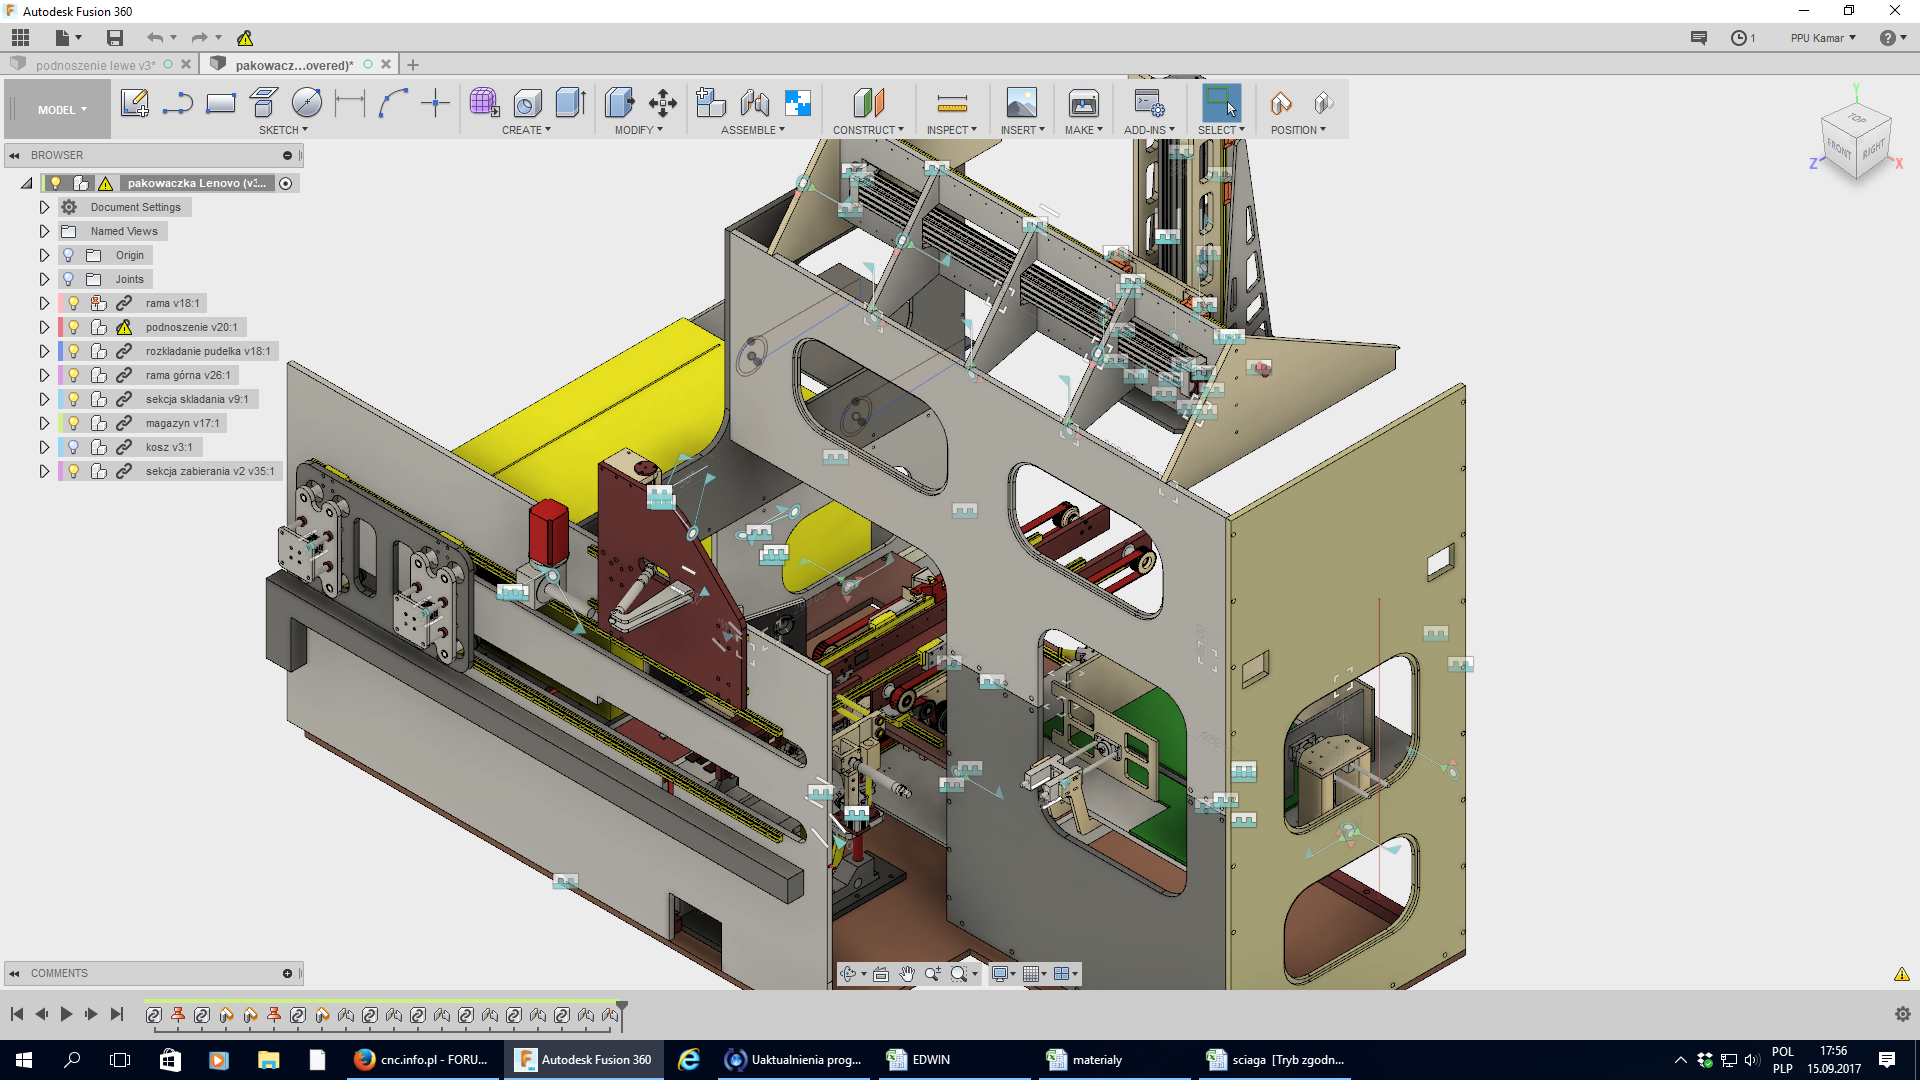 Autodesk Fusion 360
1
PPU Kamar
podnoszenie lewe v3*
pakowacz...overed)*
MODEL
SKETCH
CREATE
MODIFY
ASSEMBLE
CONSTRUCT
INSPECT
INSERT
MAKE
ADD-INS
SELECT
POSITION
Y
TOP
FRONT
RIGHT
Z
X
BROWSER
pakowaczka Lenovo (v3...
Document Settings
Named Views
Origin
Joints
rama v18:1
podnoszenie v20:1
rozkladanie pudelka v18:1
rama górna v26:1
sekcja skladania v9:1
magazyn v17:1
kosz v3:1
sekcja zabierania v2 v35:1
COMMENTS
cnc.info.pl - FORU...
Autodesk Fusion 360
Uaktualnienia prog...
EDWIN
materialy
sciaga [Tryb zgodn...
POL
PLP
17:56
15.09.2017